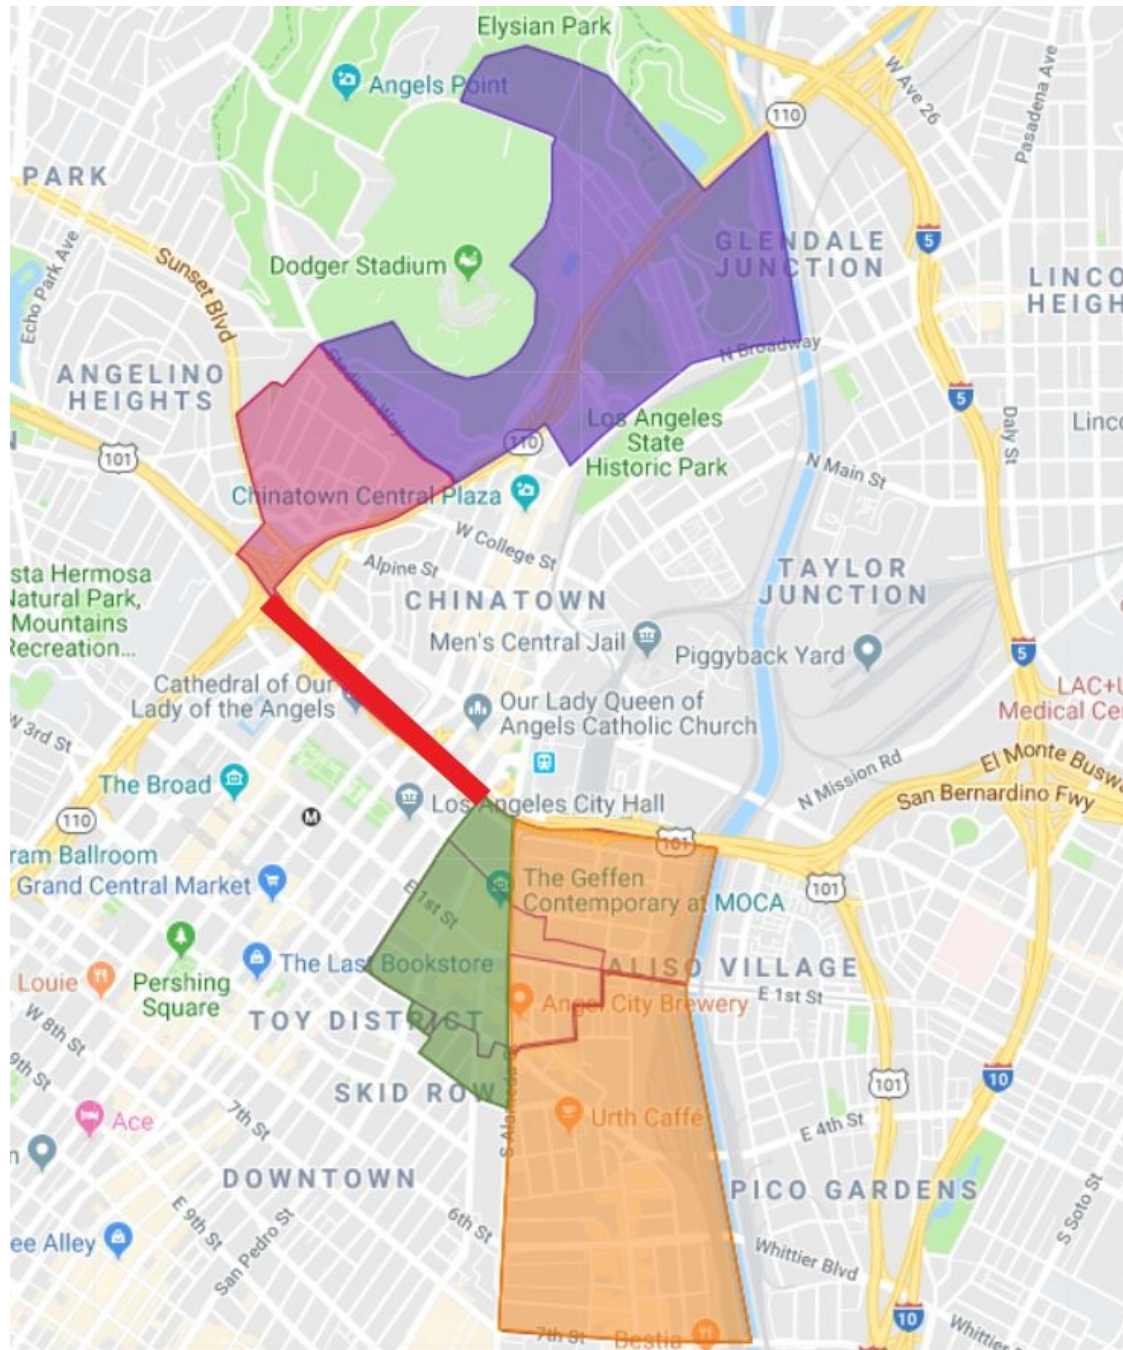 Elysian Park
Angels Point
110
W Ave 26
Pasadena Ave
PARK
Echo Park Ave
Sunset Blvd
Dodger Stadium
GLENDALE
JUNCTION
5
LINCO
HEIGH
N Broadway
ANGELINO
HEIGHTS
Stadium Way
5
Daly St
Linco
101
110
Los Angeles
State
Historic Park
N Main St
Chinatown Central Plaza
W College St
Alpine St
sta Hermosa
Natural Park,
Mountains
Recreation...
CHINATOWN
TAYLOR
JUNCTION
Men's Central Jail
Piggyback Yard
5
Cathedral of Our
Lady of the Angels
Our Lady Queen of
Angels Catholic Church
LAC+U
Medical Ce
W 3rd St
The Broad
N Mission Rd
El Monte Busw
San Bernardino Fwy
Los Angeles City Hall
110
M
101
ram Ballroom
Grand Central Market
The Geffen
Contemporary at MOCA
101
E 1st St
Pershing
Square
The Last Bookstore
Louie
ALISO VILLAGE
E 1st St
W 8th St
TOY DISTRICT
Angel City Brewery
9th St
SKID ROW
101
10
Ace
7th St
S Alameda St
Urth Caffé
E 4th St
DOWNTOWN
PICO GARDENS
E 9th St
San Pedro St
6th St
S Soto St
ee Alley
Whittier Blvd
10
7th St
Bestia
Whittier